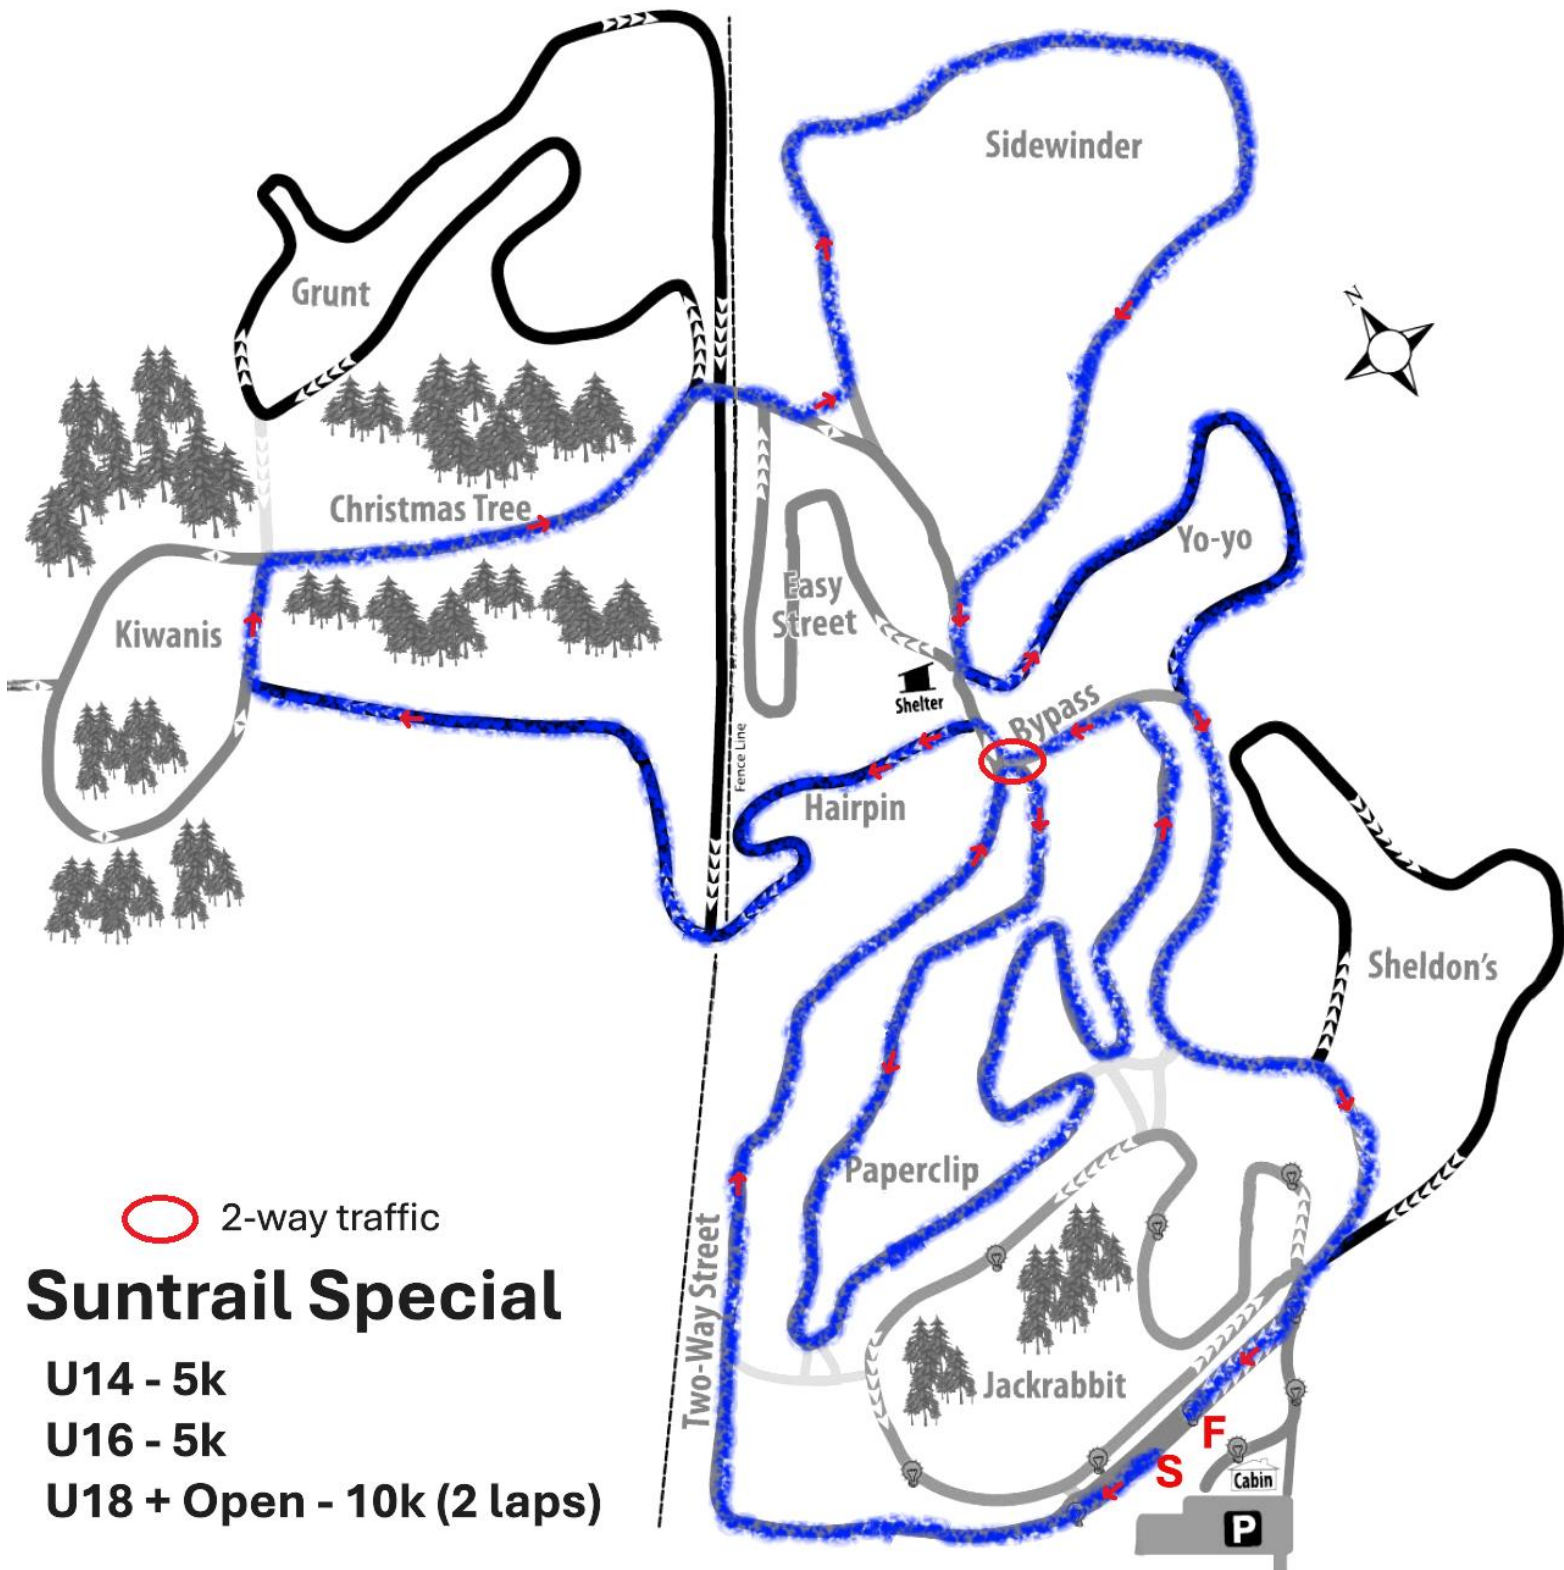 Sidewinder
N
Grunt
Christmas Tree
Yo-yo
Easy
Street
Kiwanis
Shelter
Bypass
Fence Line
Hairpin
Sheldon's
Paperclip
Two-Way Street
2-way traffic
Suntrail Special
Jackrabbit
U14 - 5k
U16 - 5k
U18 + Open - 10k (2 laps)
F
S
Cabin
P